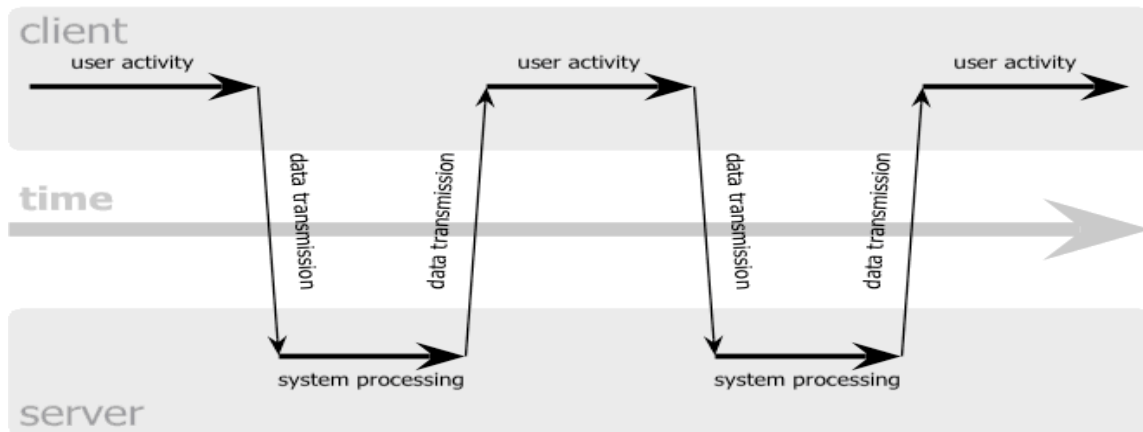 client
user activity
user activity
user activity
data transmission
data transmission
data transmission
data transmission
time
system processing
system processing
server